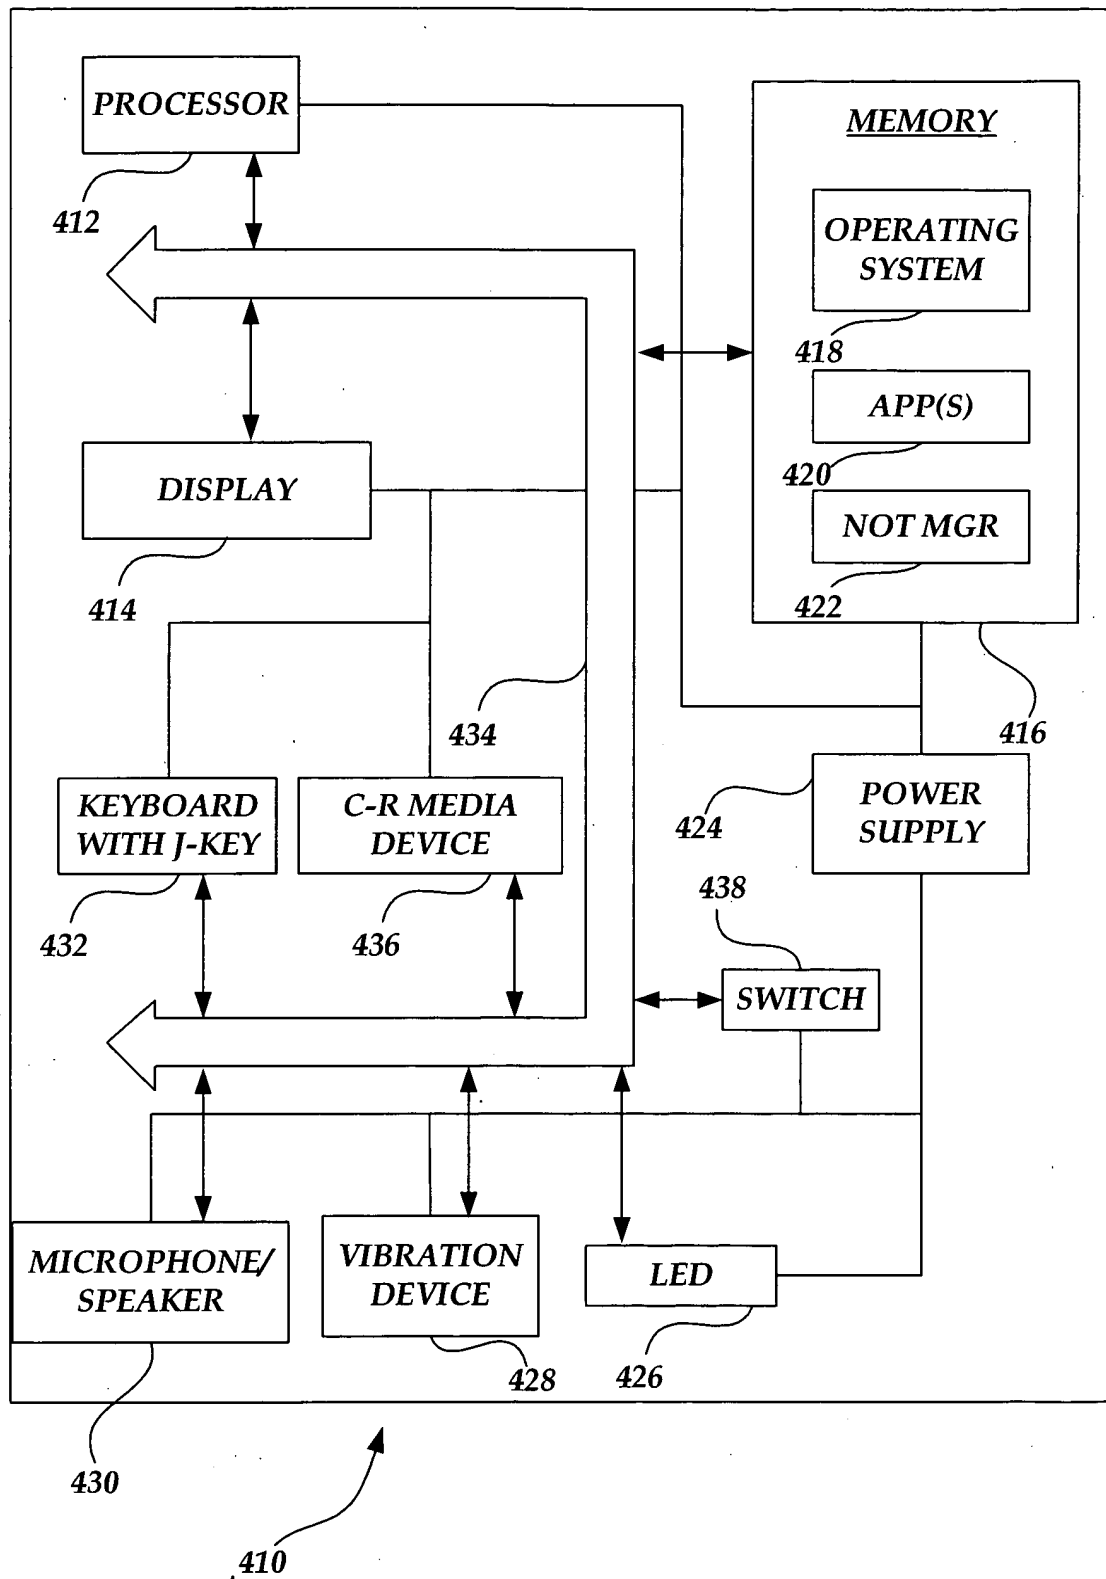 PROCESSOR
412
MEMORY
OPERATING
SYSTEM
418
APP(S)
420
NOT MGR
422
416
DISPLAY
414
434
KEYBOARD
WITH J-KEY
432
C-R MEDIA
DEVICE
436
POWER
SUPPLY
424
438
SWITCH
MICROPHONE/
SPEAKER
430
VIBRATION
DEVICE
428
LED
426
410